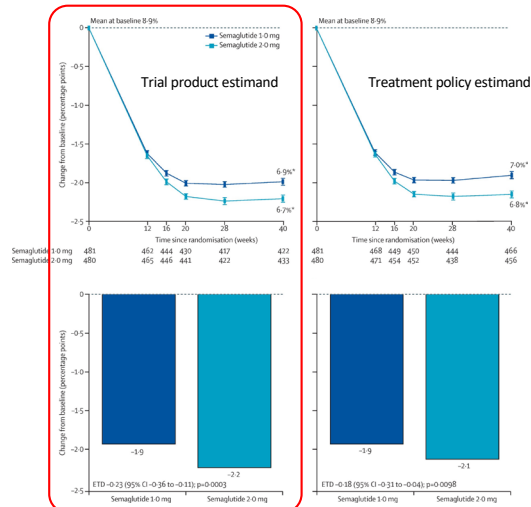 Mean at baseline 8·9%
Semaglutide 1·0 mg
Semaglutide 2·0 mg
Trial product estimand
Change from baseline (percentage points)
0
–0·5
–1·0
–1·5
–2·0
–2·5
6·9%*
6·7%*
0 12 16 20 28 40
Time since randomisation (weeks)
Semaglutide 1·0 mg 481 462 444 430 417 422
Semaglutide 2·0 mg 480 465 446 441 422 433
Mean at baseline 8·9%
Semaglutide 1·0 mg
Semaglutide 2·0 mg
Treatment policy estimand
7·0%*
6·8%*
0 12 16 20 28 40
Time since randomisation (weeks)
481 468 449 450 444 466
480 471 454 452 438 456
Change from baseline (percentage points)
0
–0·5
–1·0
–1·5
–2·0
–2·5
–1·9
–2·2
ETD –0·23 (95% CI –0·36 to –0·11); p=0·0003
Semaglutide 1·0 mg Semaglutide 2·0 mg
–1·9
–2·1
ETD –0·18 (95% CI –0·31 to –0·04); p=0·0098
Semaglutide 1·0 mg Semaglutide 2·0 mg